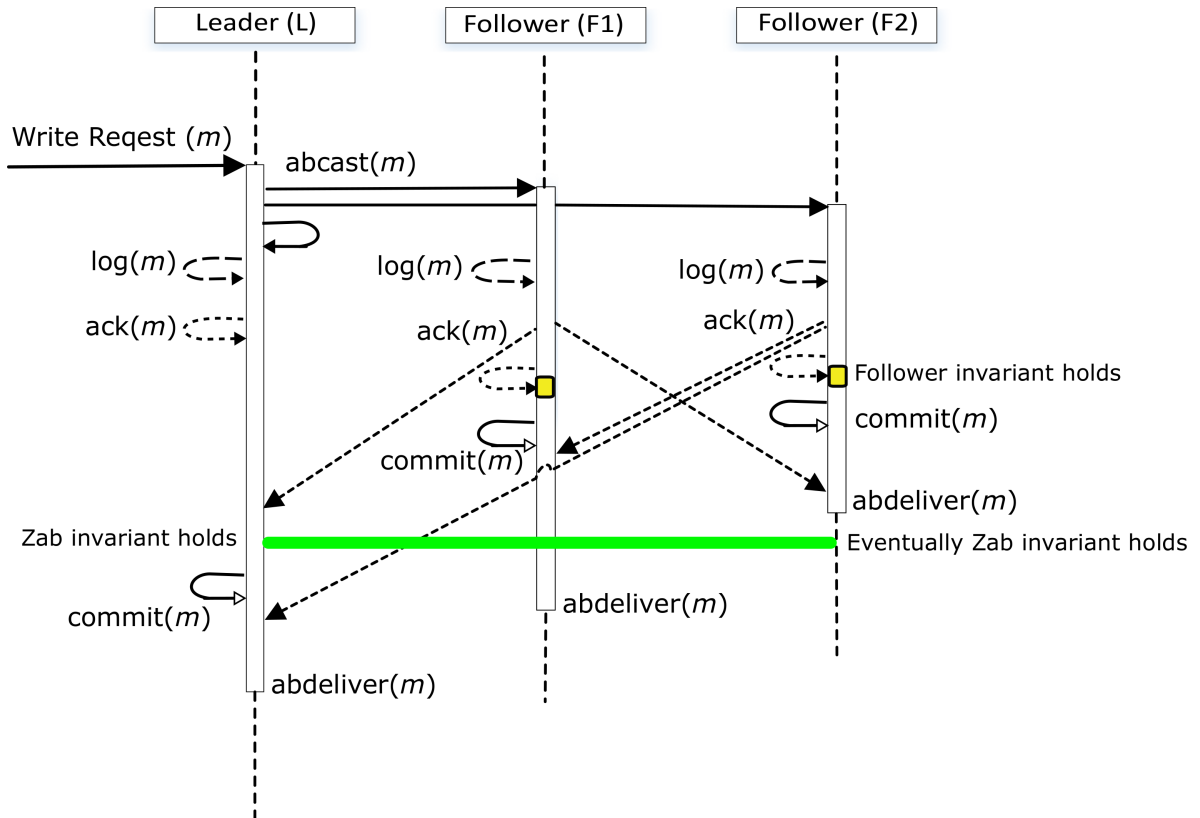 Leader (L)
Follower (F1)
Follower (F2)
Write Reqest (m)
abcast(m)
log(m)
log(m)
log(m)
ack(m)
ack(m)
ack(m)
Follower invariant holds
commit(m)
commit(m)
abdeliver(m)
Zab invariant holds
Eventually Zab invariant holds
commit(m)
abdeliver(m)
abdeliver(m)